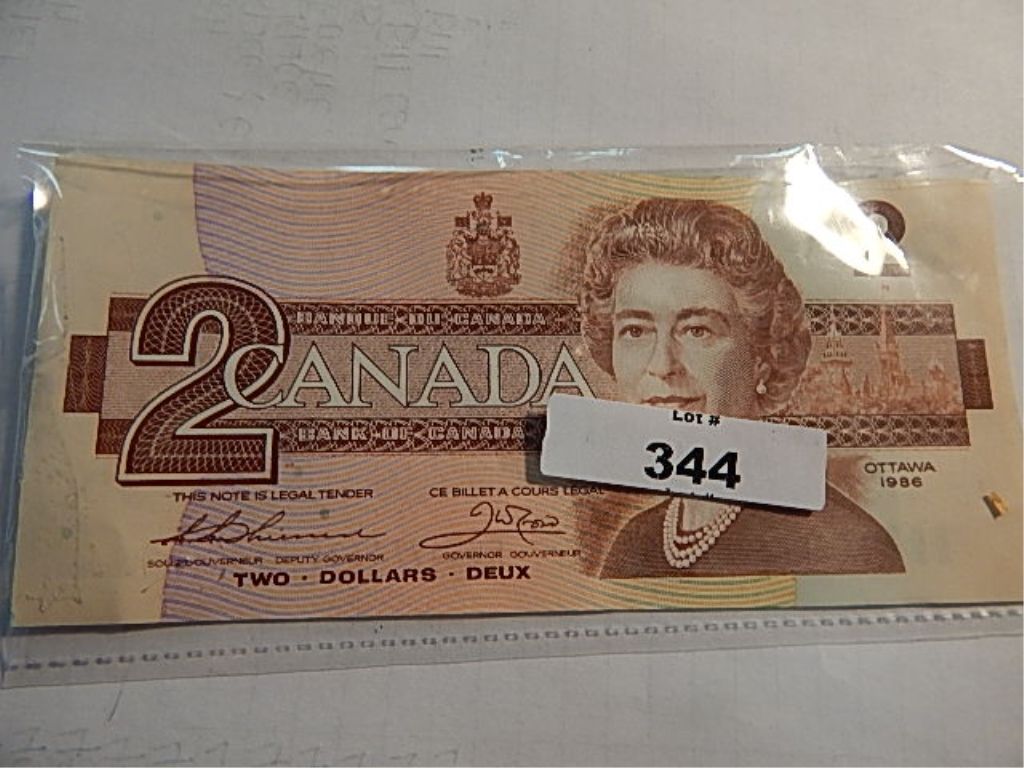 BANQUE · DU · CANADA
2 CANADA
BANK · OF · CANADA
LOT #
344
OTTAWA
1986
THIS NOTE IS LEGAL TENDER
CE BILLET A COURS LEGAL
SOUS-GOUVERNEUR DEPUTY GOVERNOR
GOVERNOR GOUVERNEUR
TWO · DOLLARS · DEUX